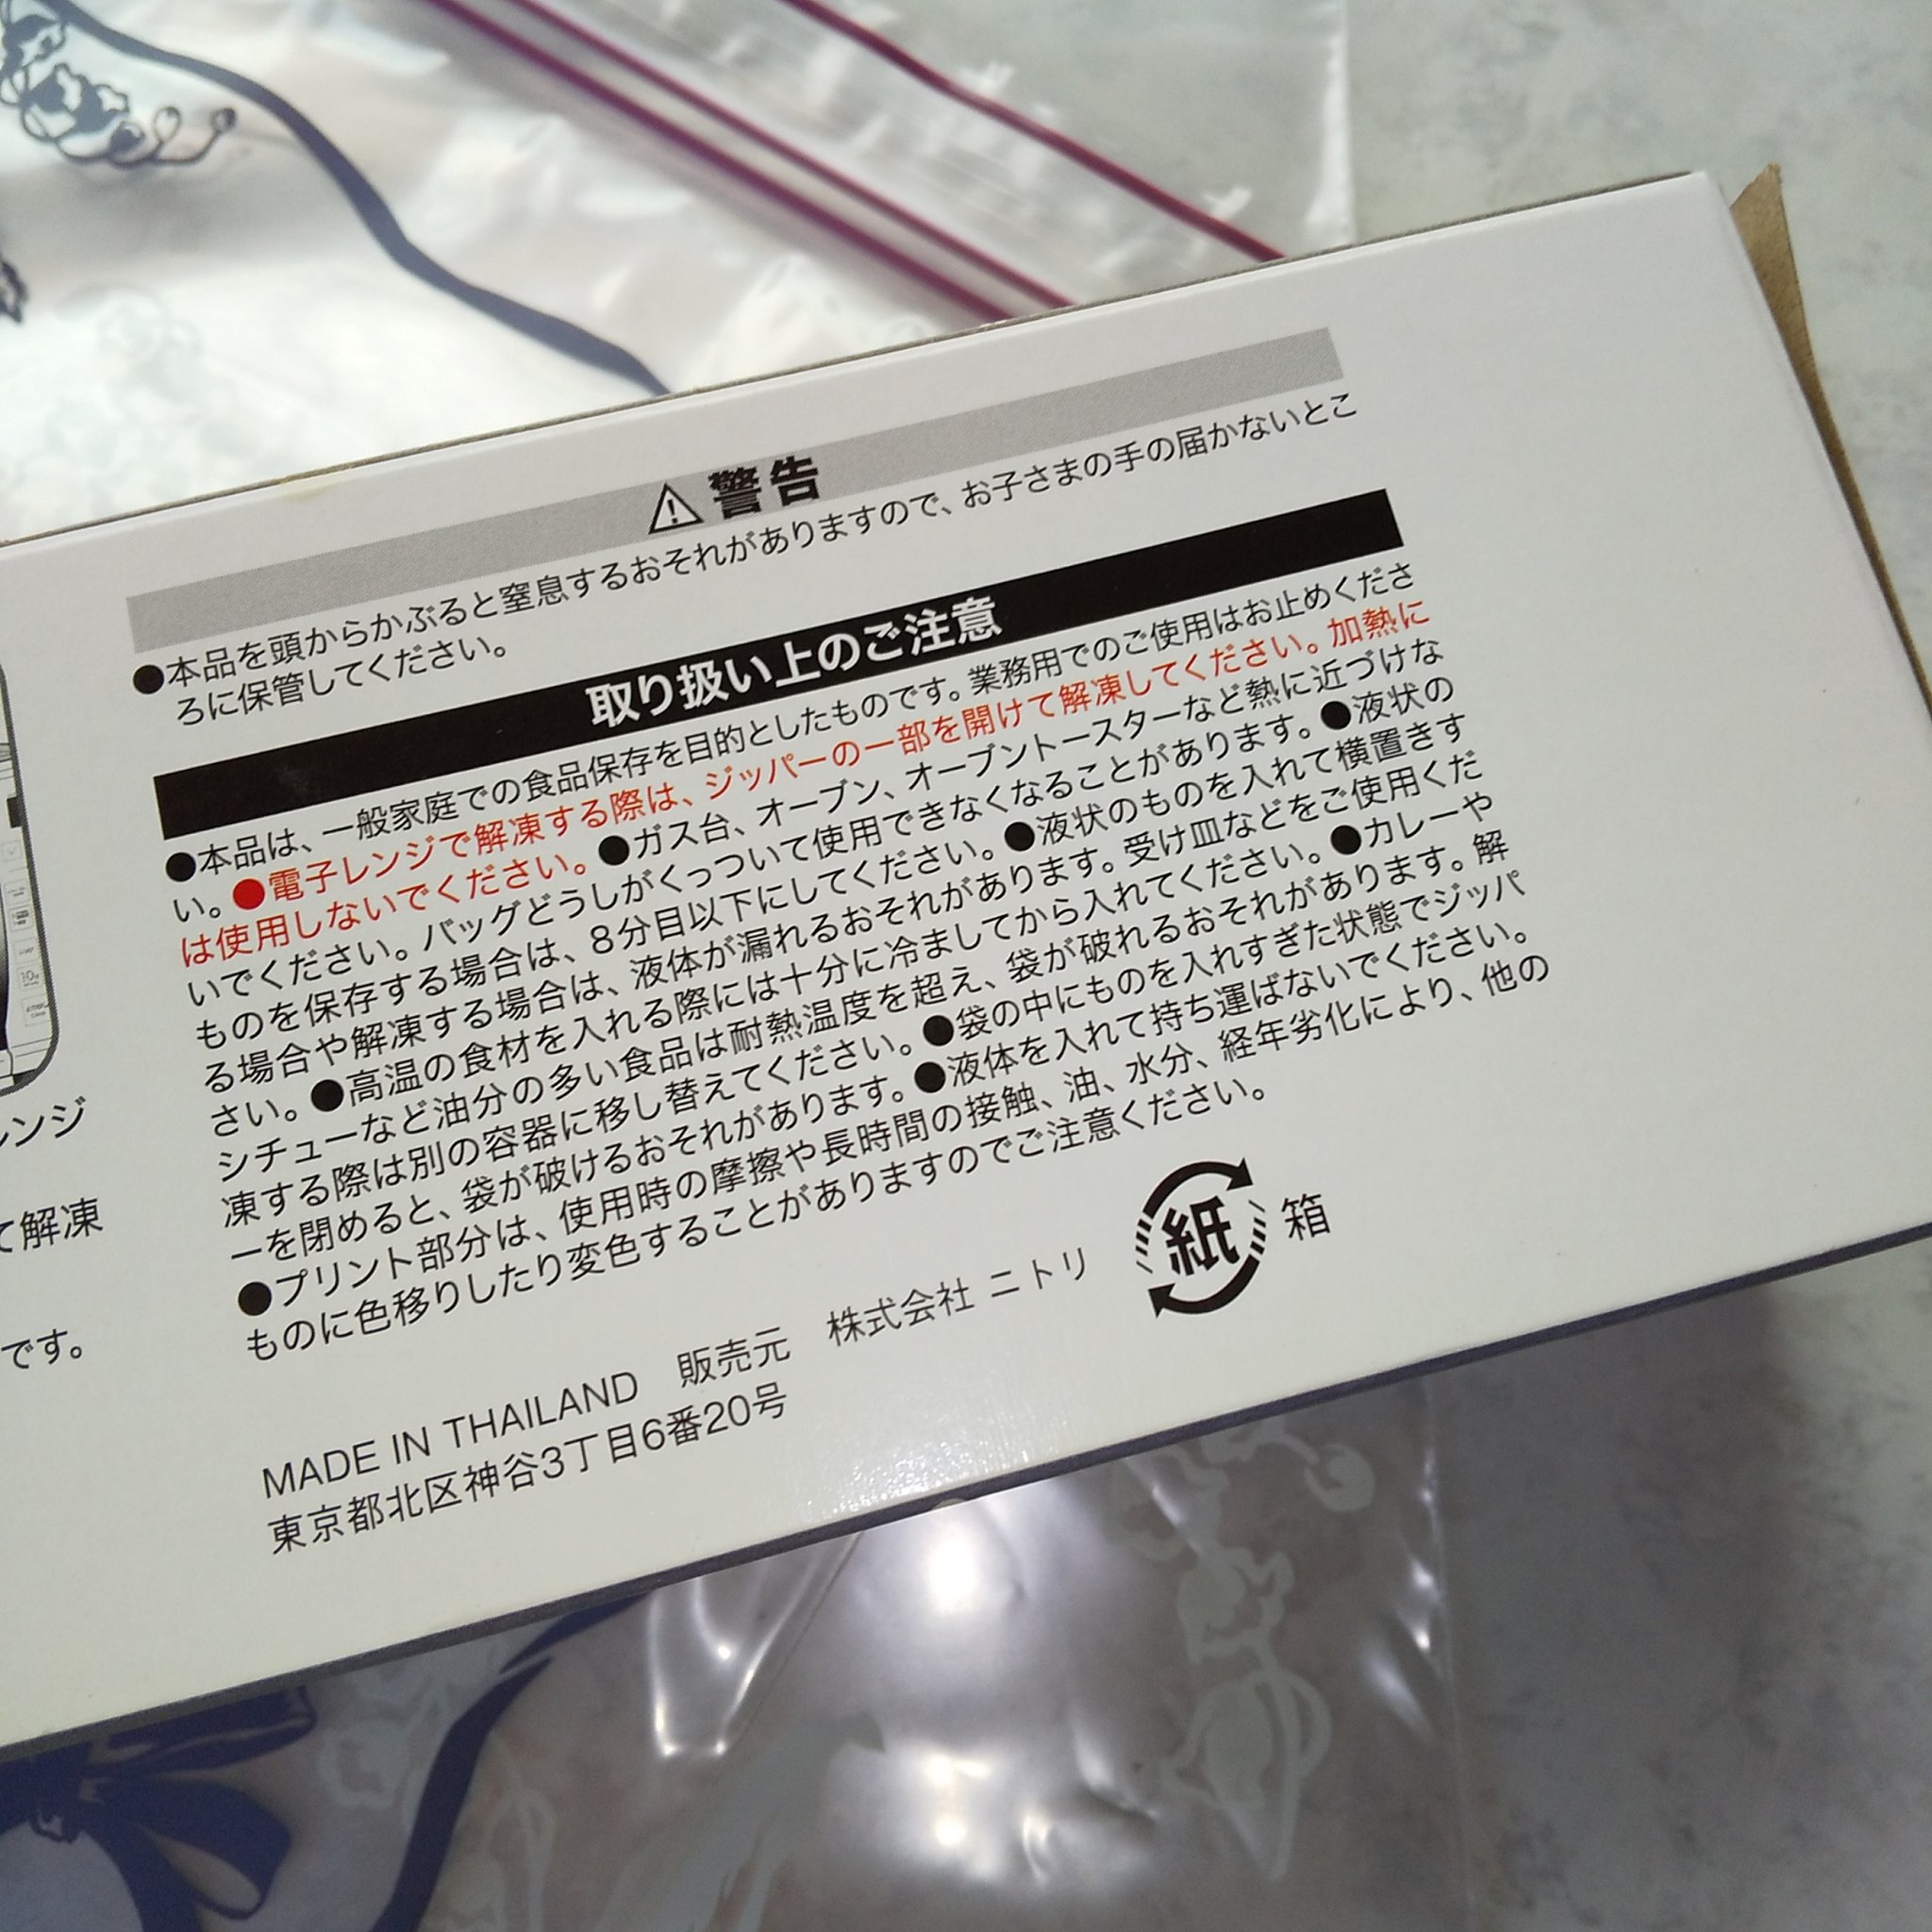 ⚠警告
●本品を頭からかぶると窒息するおそれがありますので、お子さまの手の届かないとこ
ろに保管してください。
取り扱い上のご注意
●本品は、一般家庭での食品保存を目的としたものです。業務用でのご使用はお止めくださ
い。●電子レンジで解凍する際は、ジッパーの一部を開けて解凍してください。加熱に
は使用しないでください。●ガス台、オーブン、オーブントースターなど熱に近づけな
いでください。バッグどうしがくっついて使用できなくなることがあります。●液状の
ものを保存する場合は、8分目以下にしてください。●液状のものを入れて横置きす
る場合や解凍する場合は、液体が漏れるおそれがあります。受け皿などをご使用くだ
さい。●高温の食材を入れる際には十分に冷ましてから入れてください。●カレーや
シチューなど油分の多い食品は耐熱温度を超え、袋が破れるおそれがあります。解
凍する際は別の容器に移し替えてください。●袋の中にものを入れすぎた状態でジッパ
ーを閉めると、袋が破けるおそれがあります。●液体を入れて持ち運ばないでください。
●プリント部分は、使用時の摩擦や長時間の接触、油、水分、経年劣化により、他の
ものに色移りしたり変色することがありますのでご注意ください。
MADE IN THAILAND 販売元 株式会社 ニトリ
東京都北区神谷3丁目6番20号
紙 箱
レンジ
て解凍
です。